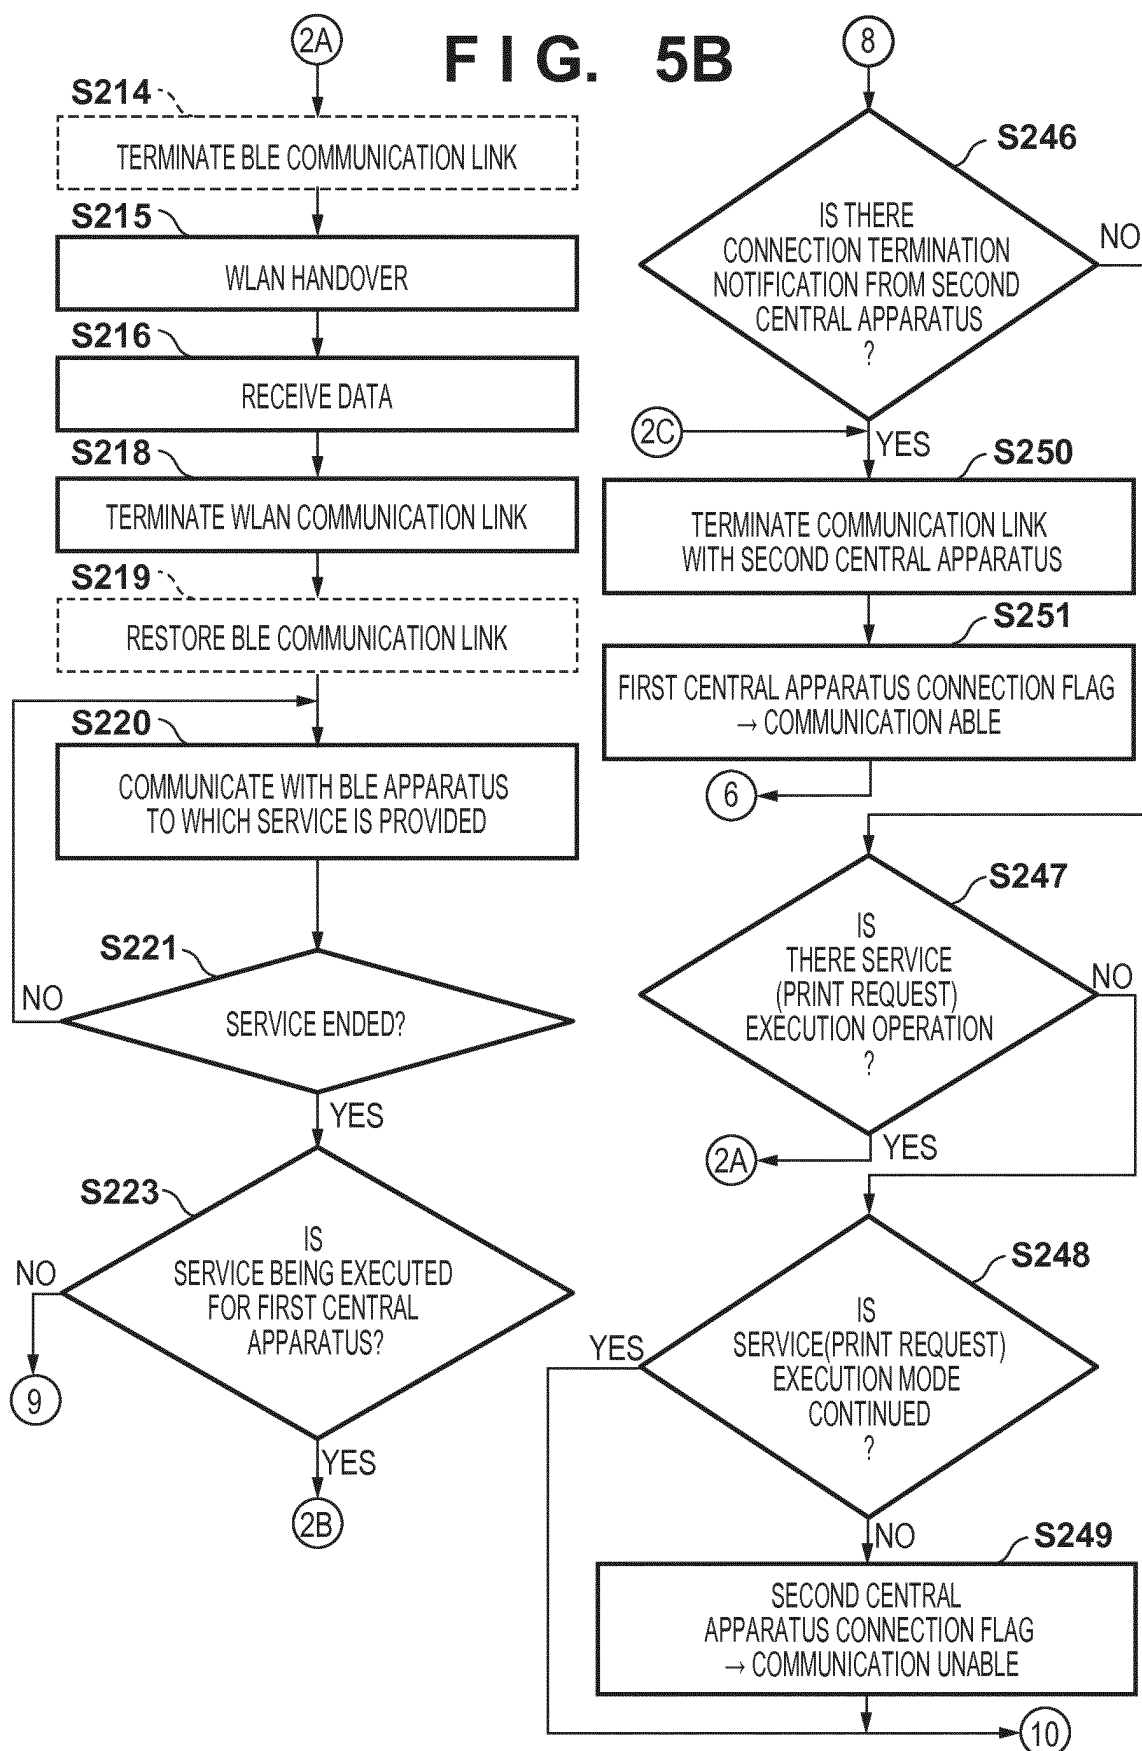 FIG. 5B
2A
S214
TERMINATE BLE COMMUNICATION LINK
S215
WLAN HANDOVER
S216
RECEIVE DATA
S218
TERMINATE WLAN COMMUNICATION LINK
S219
RESTORE BLE COMMUNICATION LINK
S220
COMMUNICATE WITH BLE APPARATUS
TO WHICH SERVICE IS PROVIDED
S221
NO
SERVICE ENDED?
YES
S223
NO
IS
SERVICE BEING EXECUTED
FOR FIRST CENTRAL
APPARATUS?
9
YES
2B
8
S246
IS THERE
CONNECTION TERMINATION
NOTIFICATION FROM SECOND
CENTRAL APPARATUS
?
NO
2C
YES
S250
TERMINATE COMMUNICATION LINK
WITH SECOND CENTRAL APPARATUS
S251
FIRST CENTRAL APPARATUS CONNECTION FLAG
→ COMMUNICATION ABLE
6
S247
IS
THERE SERVICE
(PRINT REQUEST)
EXECUTION OPERATION
?
NO
YES
2A
S248
IS
SERVICE(PRINT REQUEST)
EXECUTION MODE
CONTINUED
?
YES
NO
S249
SECOND CENTRAL
APPARATUS CONNECTION FLAG
→ COMMUNICATION UNABLE
10